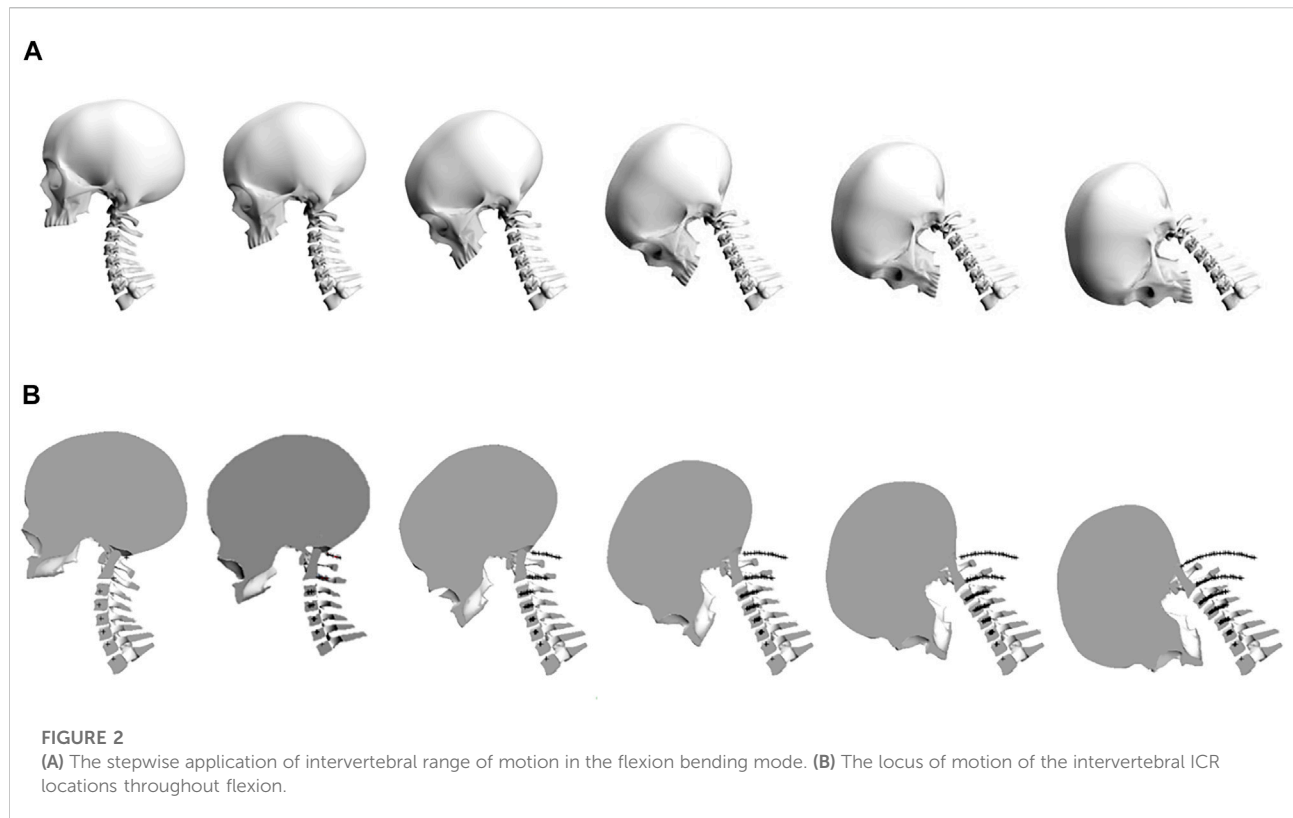 A
B
FIGURE 2
(A) The stepwise application of intervertebral range of motion in the flexion bending mode. (B) The locus of motion of the intervertebral ICR
locations throughout flexion.